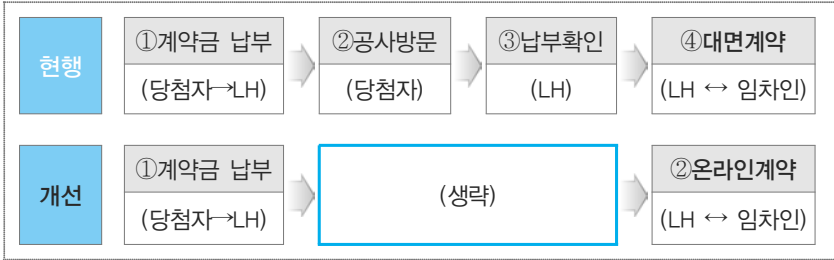 현행
①계약금 납부
(당첨자→LH)
②공사방문
(당첨자)
③납부확인
(LH)
④대면계약
(LH ↔ 임차인)
개선
①계약금 납부
(당첨자→LH)
(생략)
②온라인계약
(LH ↔ 임차인)